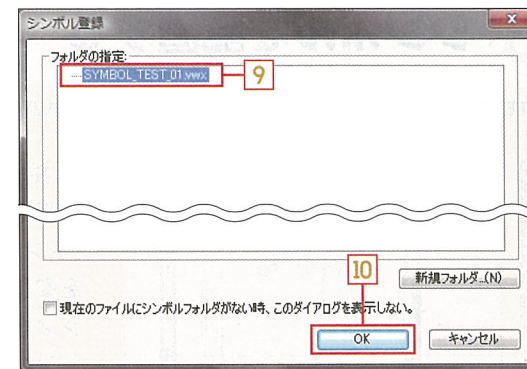 シンボル登録
フォルダの指定:
SYMBOL_TEST_01.vwx
9
10
新規フォルダ...(N)
現在のファイルにシンボルフォルダがない時、このダイアログを表示しない。
OK
キャンセル